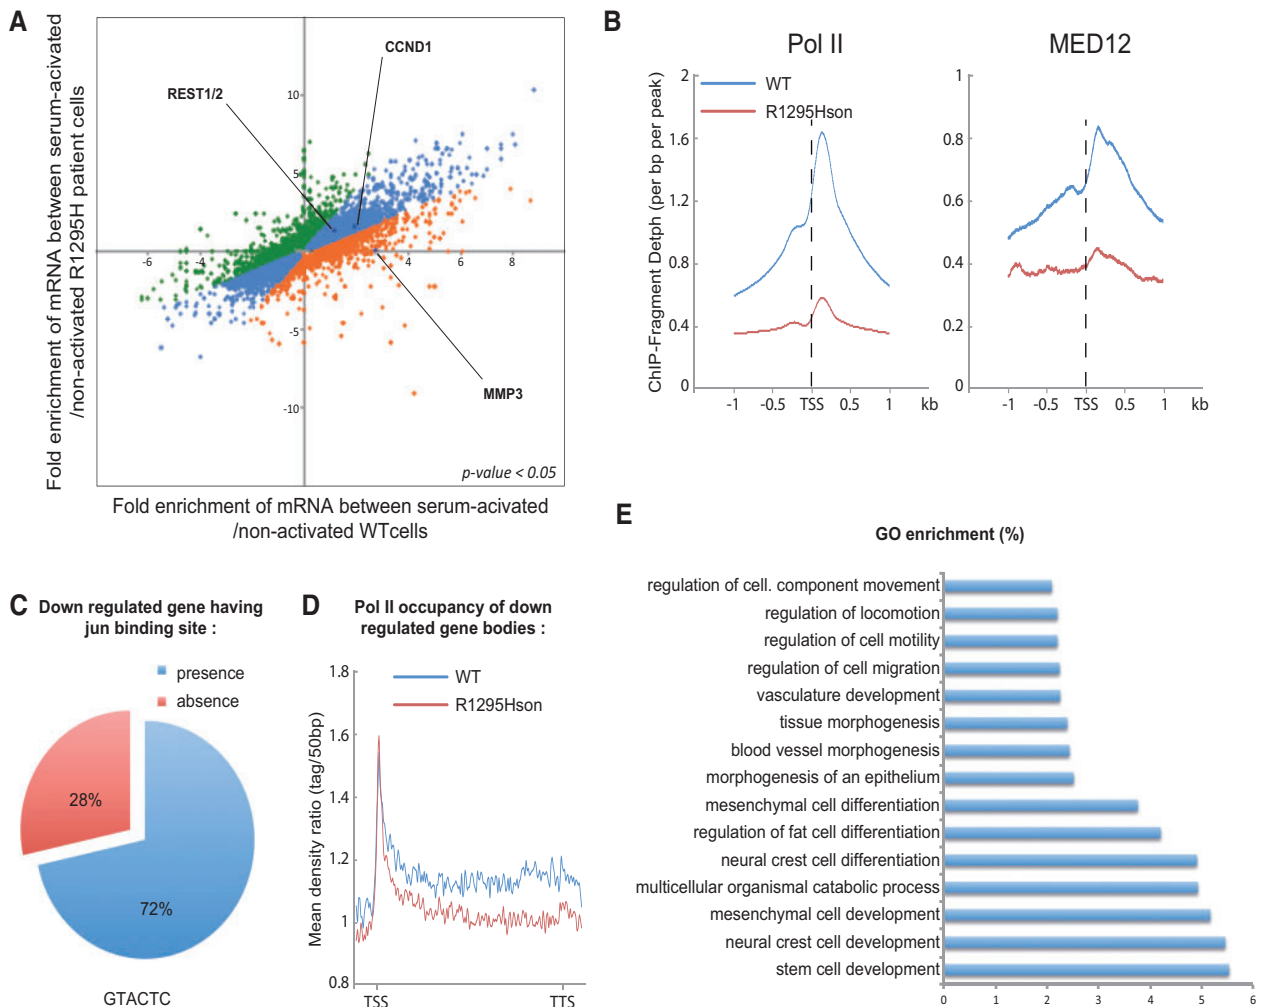 A
Fold enrichment of mRNA between serum-acivated
/non-activated R1295H patient cells
CCND1
REST1/2
MMP3
10
5
-5
-10
-6
-4
4
6
8
p-value < 0.05
Fold enrichment of mRNA between serum-acivated
/non-activated WTcells
B
Pol II
MED12
ChIP-Fragment Detph (per bp per peak)
WT
R1295Hson
2
1.6
1.2
0.8
0.4
0
-1
-0.5
TSS
0.5
1
kb
1
0.8
0.6
0.4
0.2
0
-1
-0.5
TSS
0.5
1
kb
C
Down regulated gene having
jun binding site :
presence
absence
28%
72%
GTACTC
D
Pol II occupancy of down
regulated gene bodies :
WT
R1295Hson
Mean density ratio (tag/50bp)
1.8
1.6
1.4
1.2
1
0.8
TSS
TTS
E
GO enrichment (%)
regulation of cell. component movement
regulation of locomotion
regulation of cell motility
regulation of cell migration
vasculature development
tissue morphogenesis
blood vessel morphogenesis
morphogenesis of an epithelium
mesenchymal cell differentiation
regulation of fat cell differentiation
neural crest cell differentiation
multicellular organismal catabolic process
mesenchymal cell development
neural crest cell development
stem cell development
0
1
2
3
4
5
6